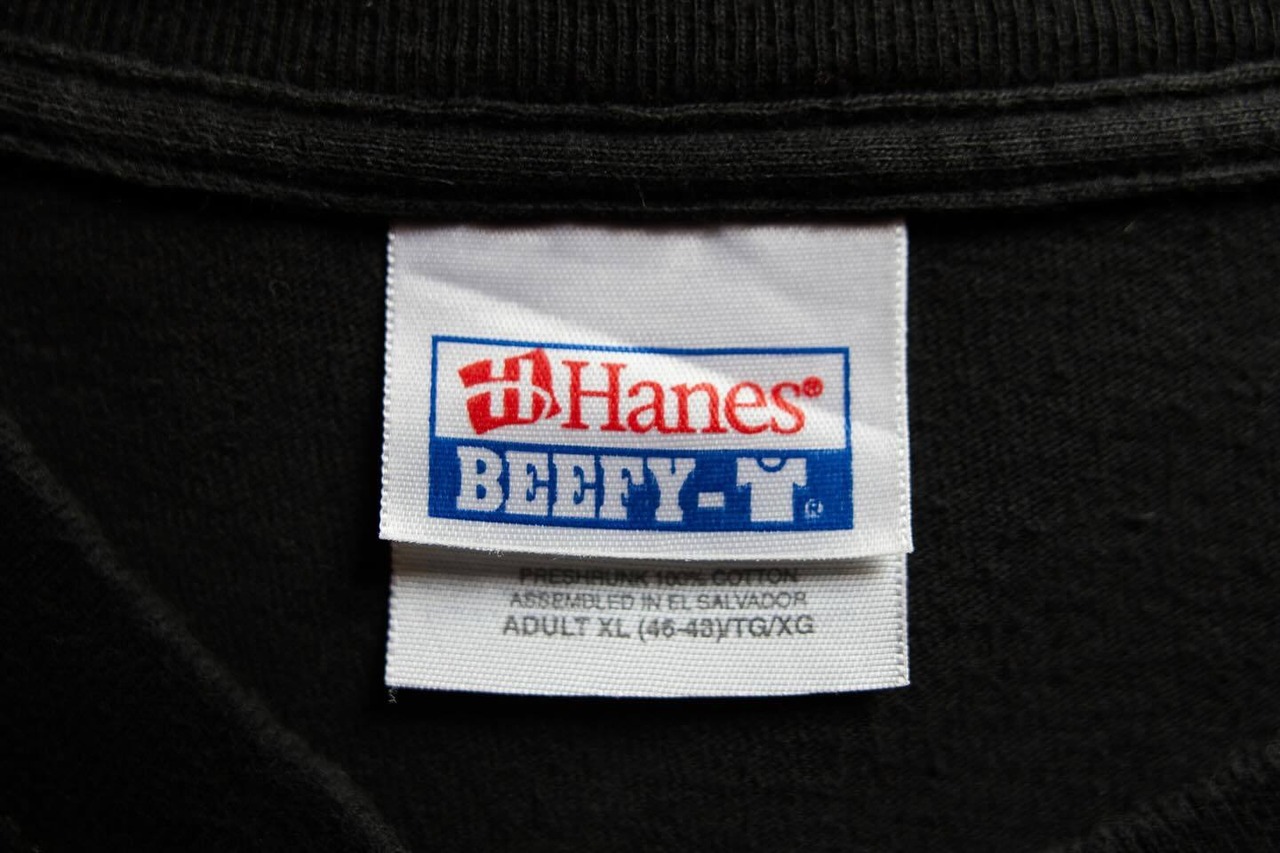 Hanes®
BEEFY-T®
PRESHRUNK 100% COTTON
ASSEMBLED IN EL SALVADOR
ADULT XL (46-48)/TG/XG